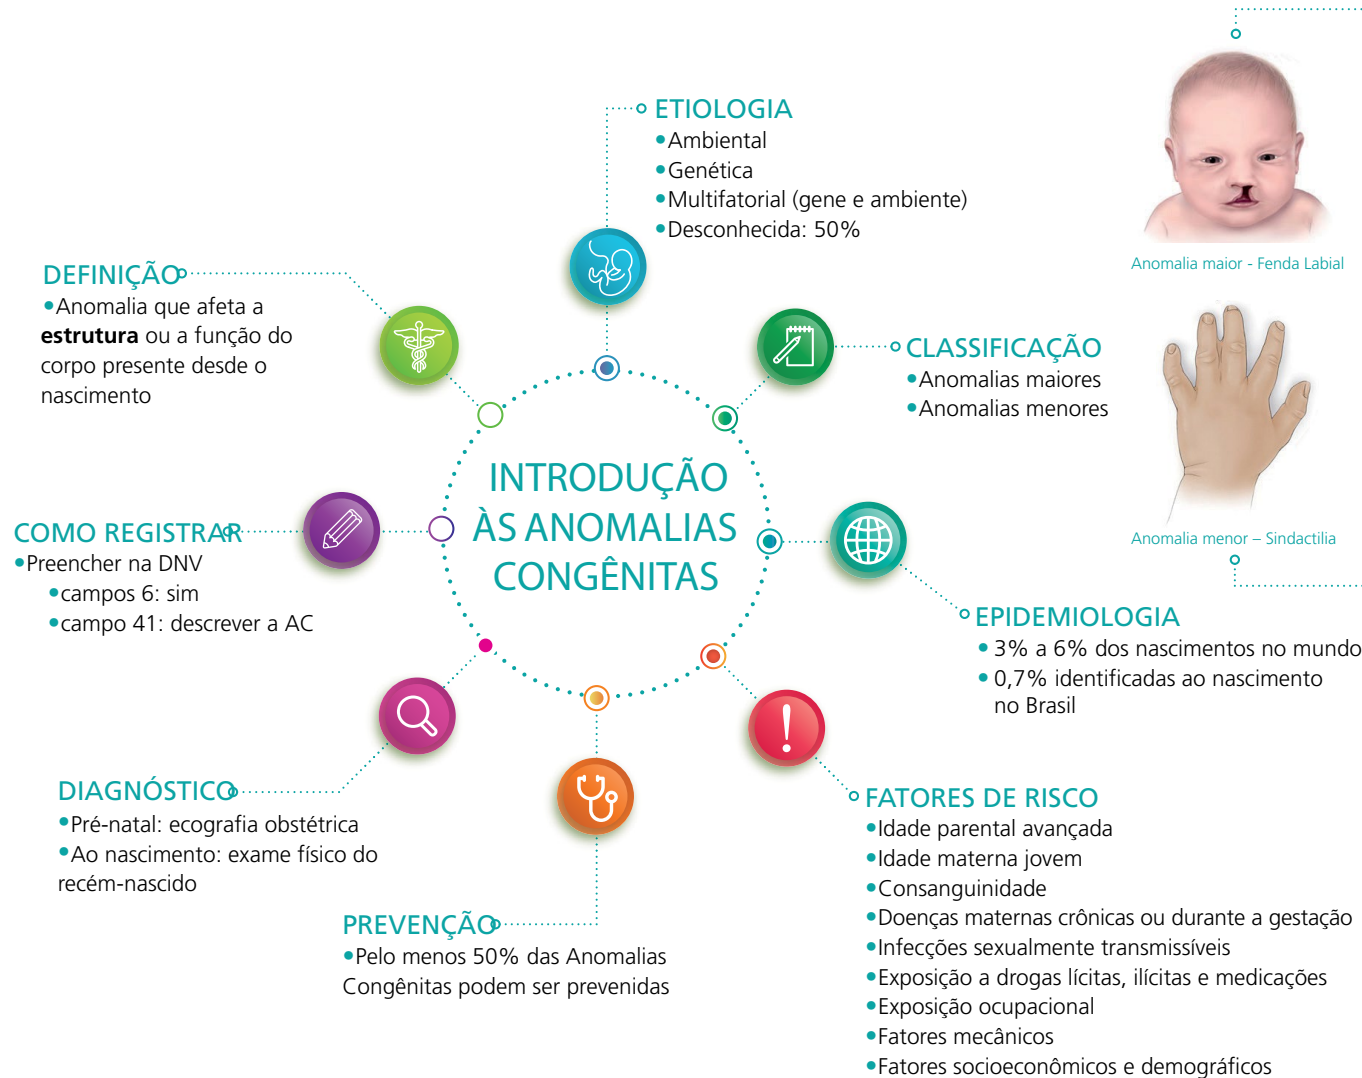 INTRODUÇÃO
ÀS ANOMALIAS
CONGÊNITAS
DEFINIÇÃO
•Anomalia que afeta a
estrutura ou a função do
corpo presente desde o
nascimento
ETIOLOGIA
•Ambiental
•Genética
•Multifatorial (gene e ambiente)
•Desconhecida: 50%
CLASSIFICAÇÃO
•Anomalias maiores
•Anomalias menores
Anomalia maior - Fenda Labial
Anomalia menor – Sindactilia
EPIDEMIOLOGIA
• 3% a 6% dos nascimentos no mundo
• 0,7% identificadas ao nascimento
no Brasil
FATORES DE RISCO
•Idade parental avançada
•Idade materna jovem
•Consanguinidade
•Doenças maternas crônicas ou durante a gestação
•Infecções sexualmente transmissíveis
•Exposição a drogas lícitas, ilícitas e medicações
•Exposição ocupacional
•Fatores mecânicos
•Fatores socioeconômicos e demográficos
PREVENÇÃO
•Pelo menos 50% das Anomalias
Congênitas podem ser prevenidas
DIAGNÓSTICO
•Pré-natal: ecografia obstétrica
•Ao nascimento: exame físico do
recém-nascido
COMO REGISTRAR
•Preencher na DNV
•campos 6: sim
•campo 41: descrever a AC